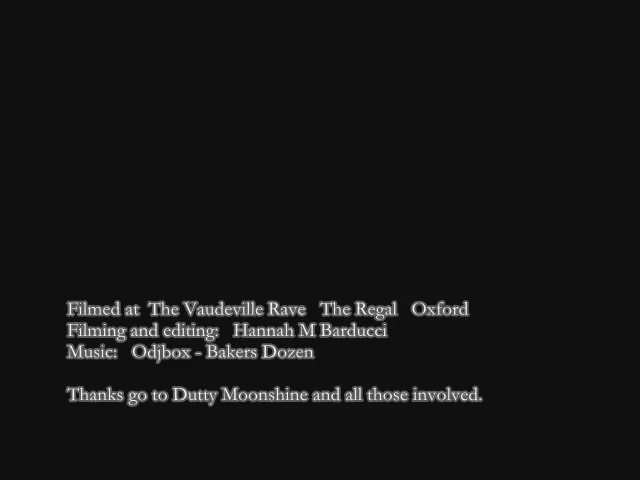 Filmed at The Vaudeville Rave The Regal Oxford
Filming and editing: Hannah M Barducci
Music: Odjbox - Bakers Dozen
Thanks go to Dutty Moonshine and all those involved.